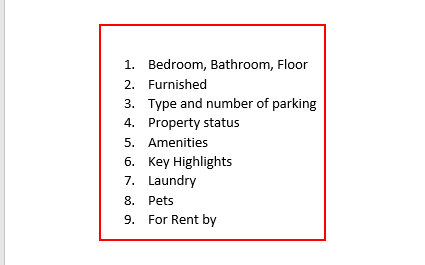 1. Bedroom, Bathroom, Floor
2. Furnished
3. Type and number of parking
4. Property status
5. Amenities
6. Key Highlights
7. Laundry
8. Pets
9. For Rent by